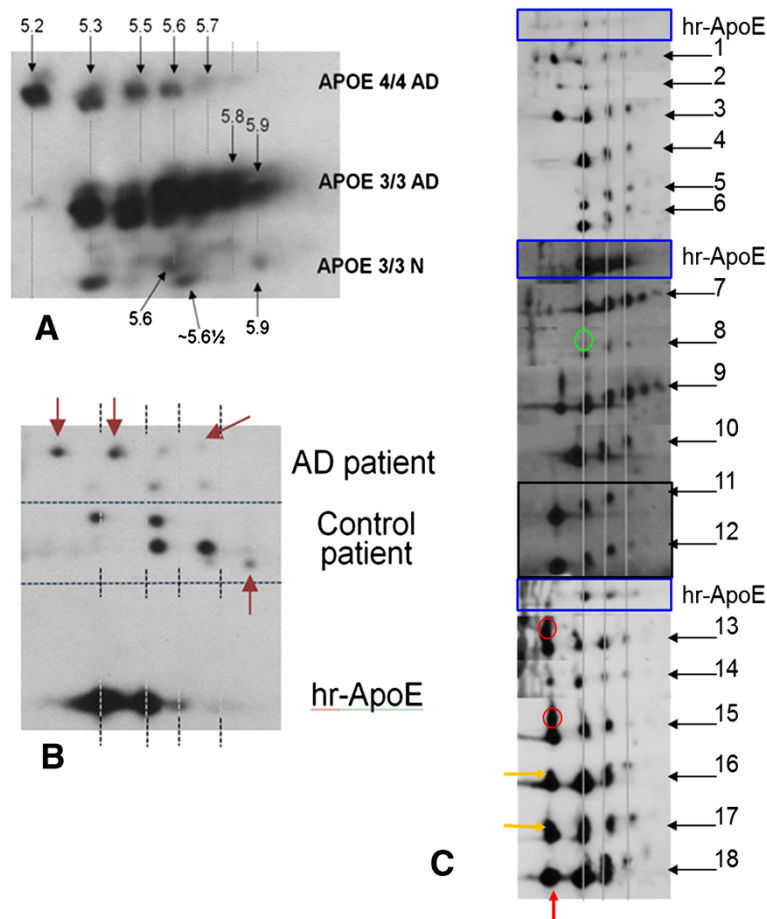 5.2 5.3 5.5 5.6 5.7
APOE 4/4 AD
5.8
5.9
APOE 3/3 AD
APOE 3/3 N
5.6
~5.6½
5.9
A
AD patient
Control
patient
hr-ApoE
B
hr-ApoE
1
2
3
4
5
6
hr-ApoE
7
8
9
10
11
12
hr-ApoE
13
14
15
16
17
18
C